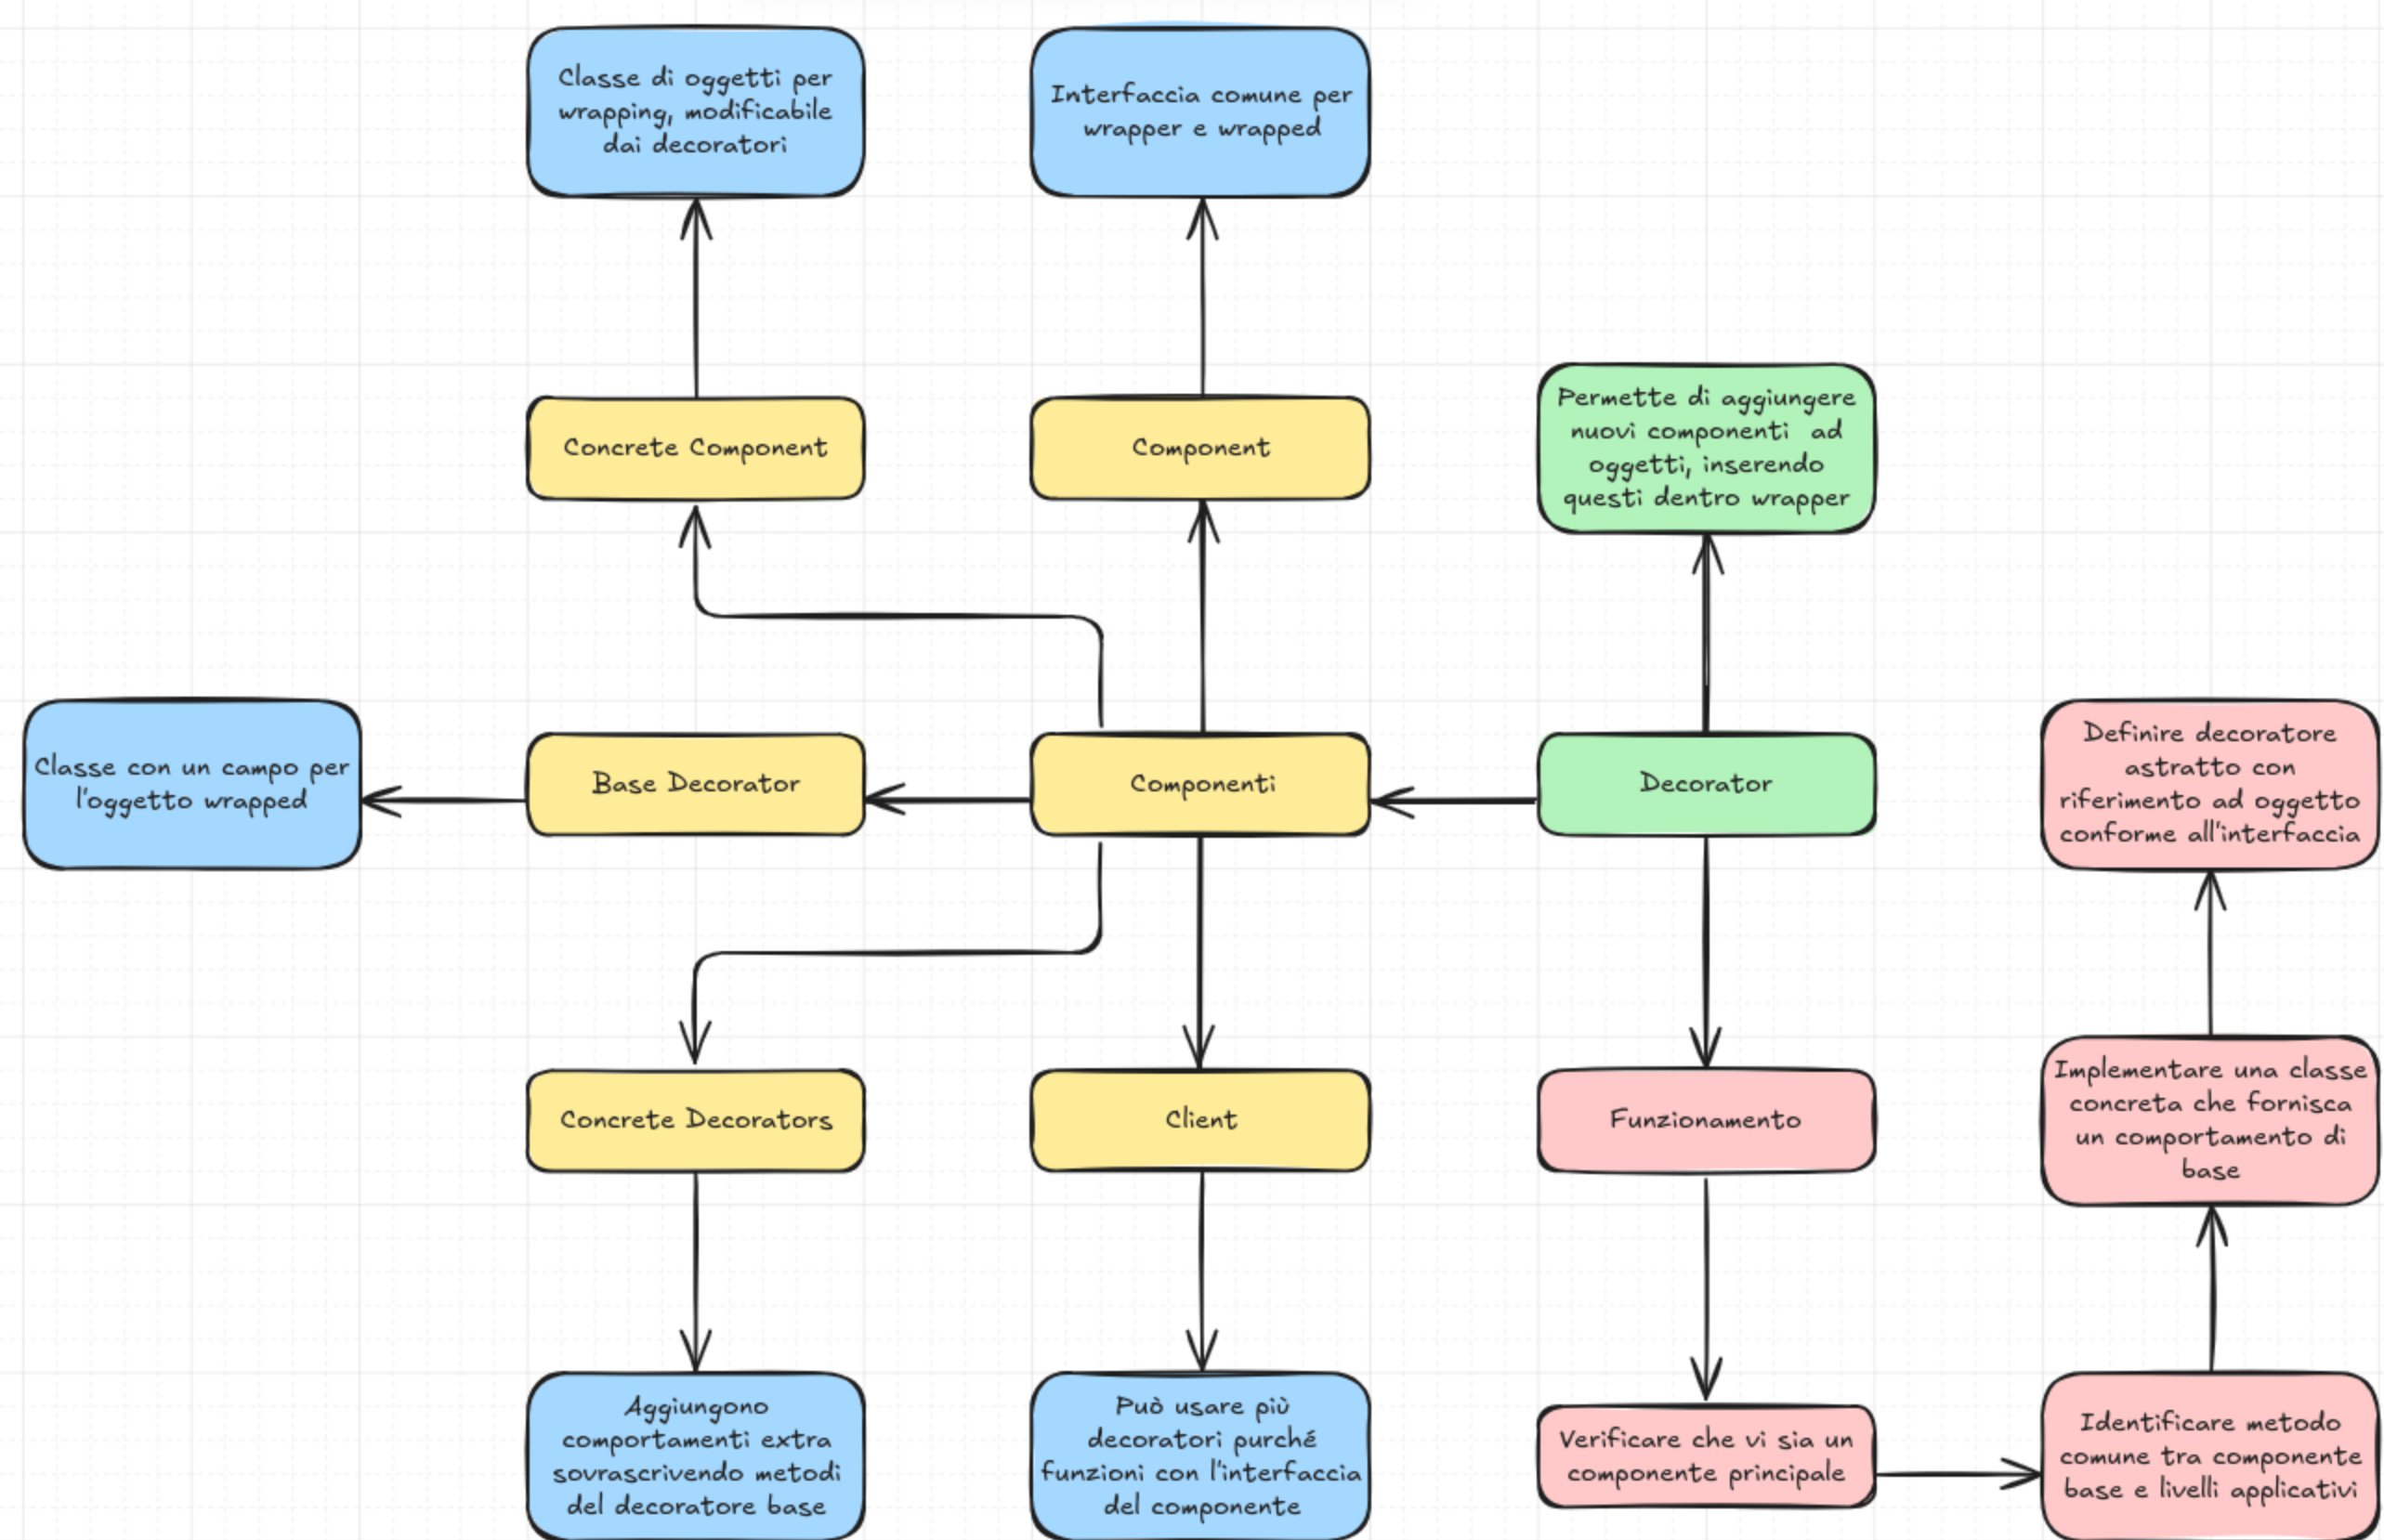 Classe di oggetti per
wrapping, modificabile
dai decoratori
Interfaccia comune per
wrapper e wrapped
Concrete Component
Component
Permette di aggiungere
nuovi componenti  ad
oggetti, inserendo
questi dentro wrapper
Classe con un campo per
l'oggetto wrapped
Base Decorator
Componenti
Decorator
Definire decoratore
astratto con
riferimento ad oggetto
conforme all'interfaccia
Concrete Decorators
Client
Funzionamento
Implementare una classe
concreta che fornisca
un comportamento di
base
Aggiungono
comportamenti extra
sovrascrivendo metodi
del decoratore base
Può usare più
decoratori purché
funzioni con l'interfaccia
del componente
Verificare che vi sia un
componente principale
Identificare metodo
comune tra componente
base e livelli applicativi